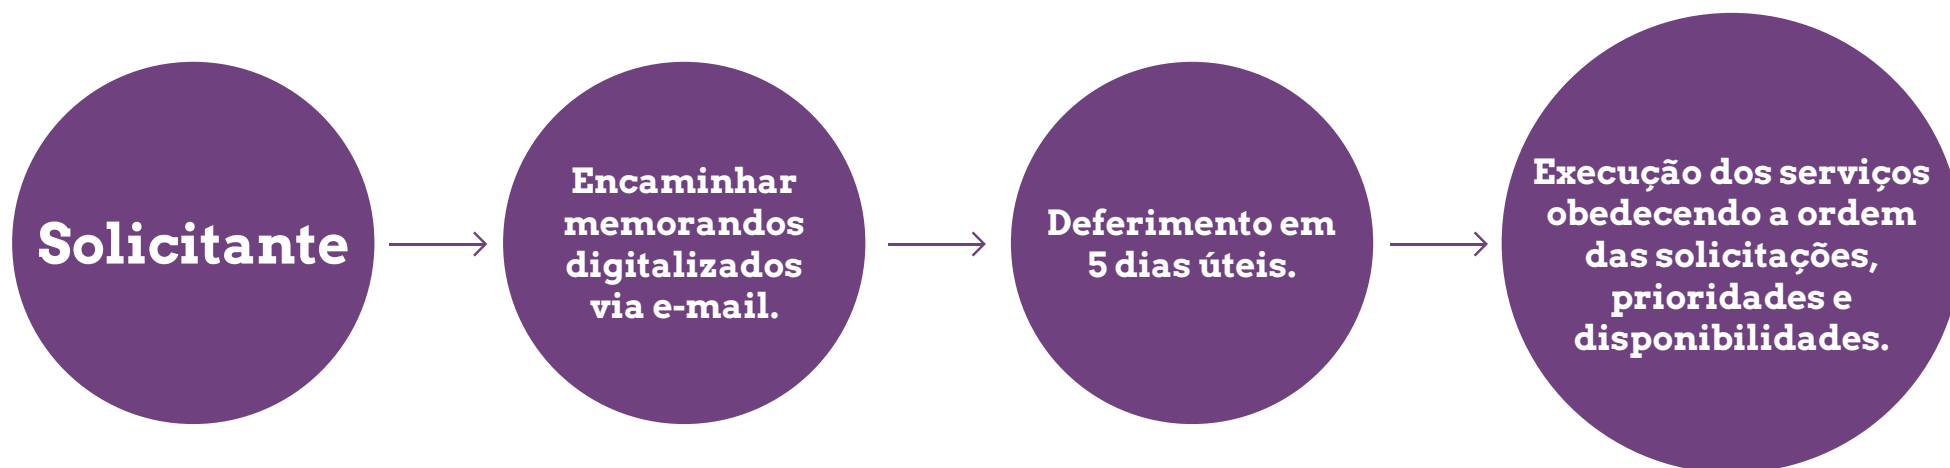 Solicitante
Encaminhar
memorandos
digitalizados
via e-mail.
Deferimento em
5 dias úteis.
Execução dos serviços
obedecendo a ordem
das solicitações,
prioridades e
disponibilidades.